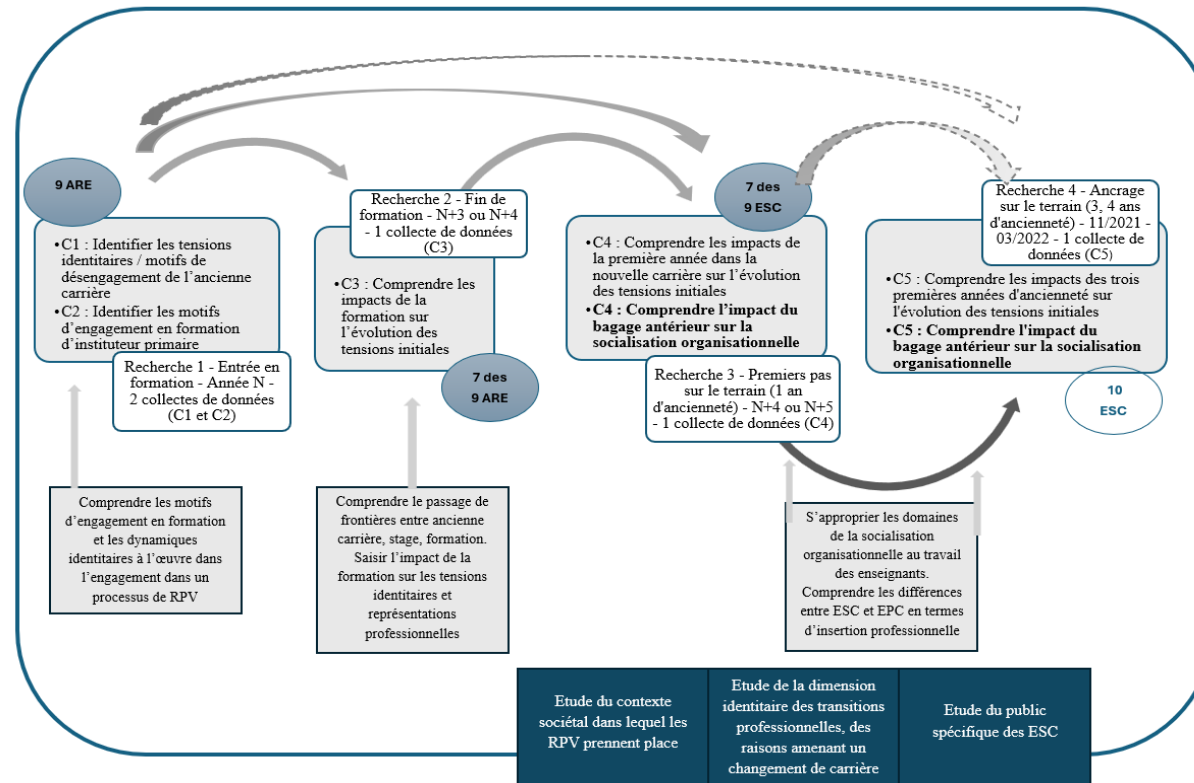 9 ARE
• C1 : Identifier les tensions
identitaires / motifs de
désengagement de l’ancienne
carrière
• C2 : Identifier les motifs
d’engagement en formation
d’instituteur primaire
Recherche 1 - Entrée en
formation - Année N -
2 collectes de données
(C1 et C2)
Comprendre les motifs
d’engagement en formation
et les dynamiques
identitaires à l’œuvre dans
l’engagement dans un
processus de RPV
Recherche 2 - Fin de
formation - N+3 ou N+4
- 1 collecte de données
(C3)
• C3 : Comprendre les
impacts de la
formation sur
l’évolution des
tensions initiales
7 des
9 ARE
Comprendre le passage de
frontières entre ancienne
carrière, stage, formation.
Saisir l’impact de la
formation sur les tensions
identitaires et
représentations
professionnelles
7 des
9 ESC
• C4 : Comprendre les impacts de
la première année dans la
nouvelle carrière sur l’évolution
des tensions initiales
• C4 : Comprendre l’impact du
bagage antérieur sur la
socialisation organisationnelle
Recherche 3 - Premiers pas
sur le terrain (1 an
d'ancienneté) - N+4 ou N+5
- 1 collecte de données (C4)
Recherche 4 - Ancrage
sur le terrain (3, 4 ans
d'ancienneté) - 11/2021 -
03/2022 - 1 collecte de
données (C5)
• C5 : Comprendre les impacts des trois
premières années d'ancienneté sur
l'évolution des tensions initiales
• C5 : Comprendre l'impact du
bagage antérieur sur la socialisation
organisationnelle
10
ESC
S’approprier les domaines
de la socialisation
organisationnelle au travail
des enseignants.
Comprendre les différences
entre ESC et EPC en termes
d’insertion professionnelle
Etude du contexte
sociétal dans lequel les
RPV prennent place
Etude de la dimension
identitaire des transitions
professionnelles, des
raisons amenant un
changement de carrière
Etude du public
spécifique des ESC